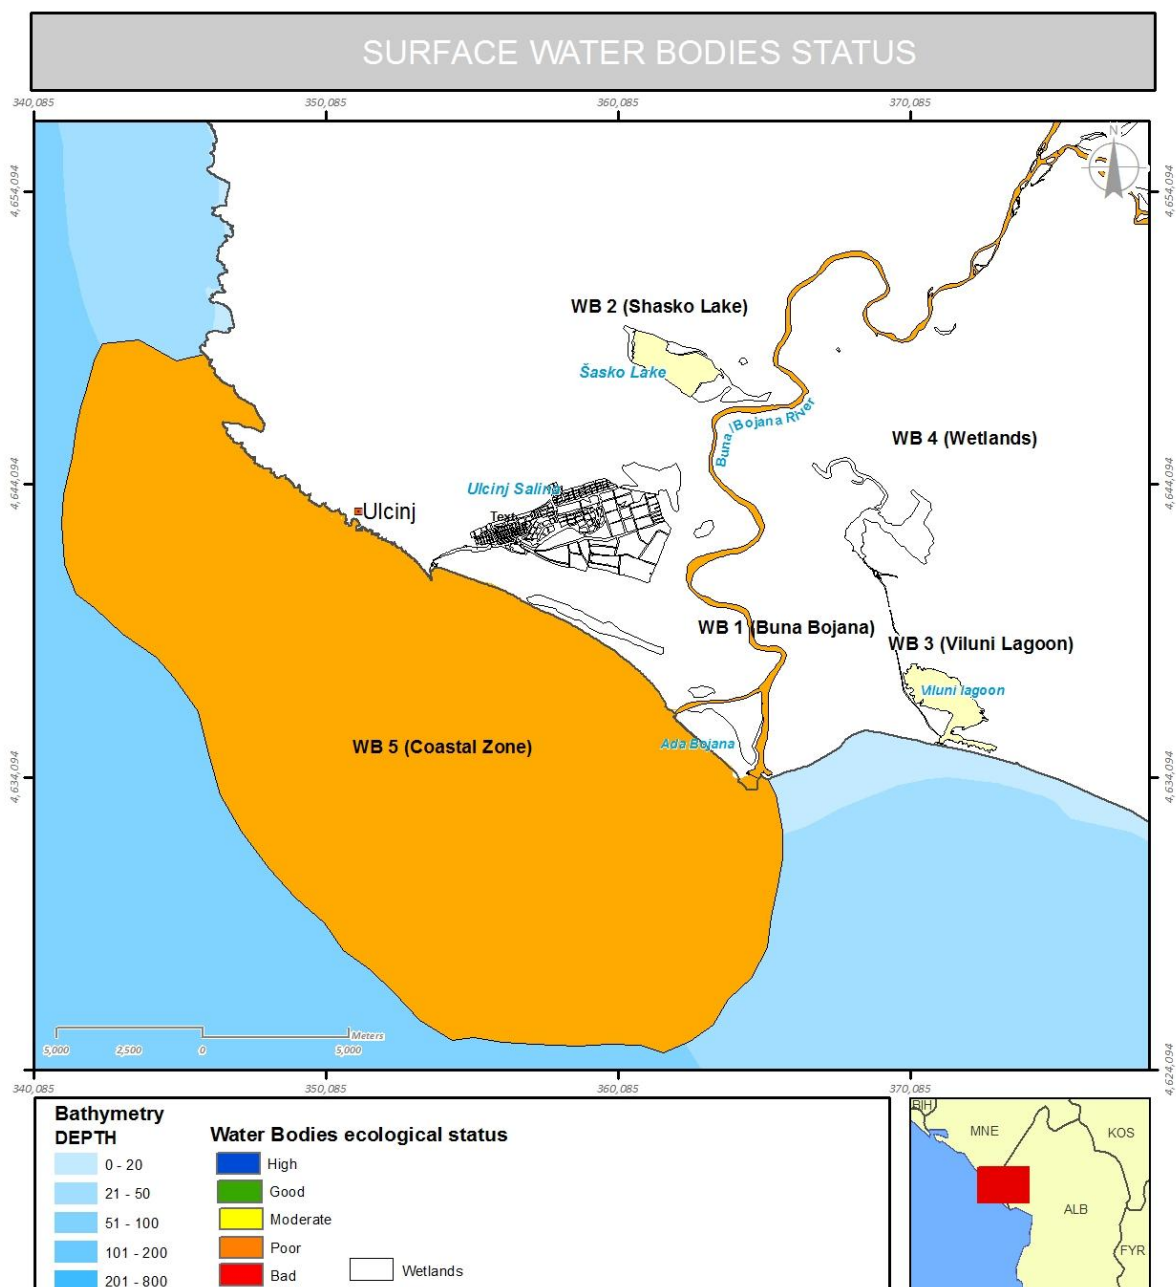 SURFACE WATER BODIES STATUS
340,085 350,085 360,085 370,085
4,654,094 4,654,094
N
WB 2 (Shasko Lake)
Šasko Lake
Buna /Bojana River
WB 4 (Wetlands)
4,644,094 4,644,094
Ulcinj Salina
Text
Ulcinj
WB 1 (Buna Bojana)
WB 3 (Viluni Lagoon)
Viluni lagoon
WB 5 (Coastal Zone)
Ada Bojana
4,634,094 4,634,094
Meters
5,000 2,500 0 5,000
4,624,094
340,085 350,085 360,085 370,085
Bathymetry
DEPTH
0 - 20
21 - 50
51 - 100
101 - 200
201 - 800
Water Bodies ecological status
High
Good
Moderate
Poor
Bad
Wetlands
BIH
MNE
KOS
ALB
FYR